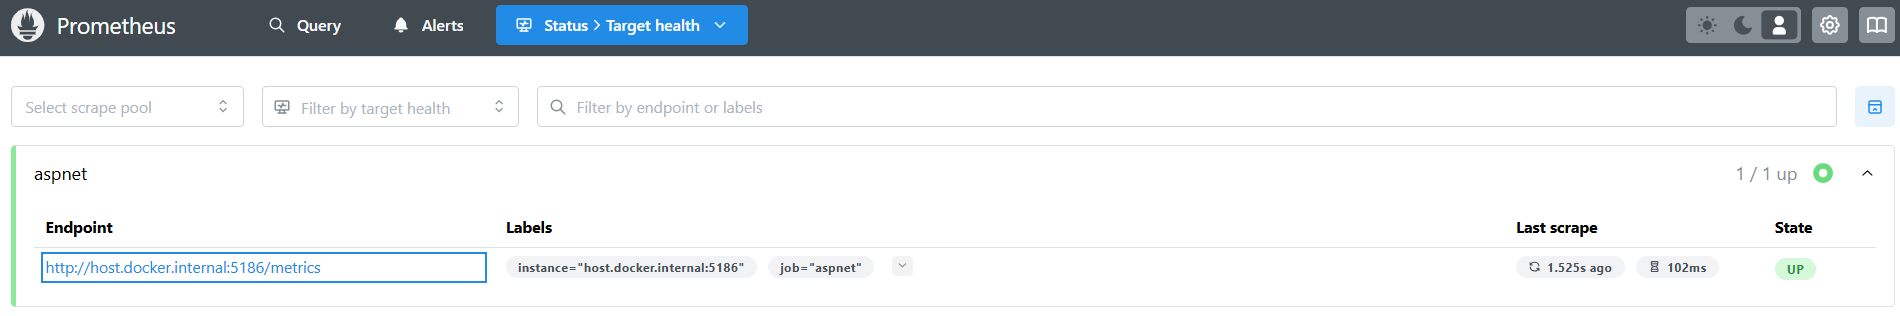 Prometheus Query Alerts Status > Target health
Select scrape pool Filter by target health Filter by endpoint or labels
aspnet 1 / 1 up
Endpoint Labels Last scrape State
http://host.docker.internal:5186/metrics instance="host.docker.internal:5186" job="aspnet" 1.525s ago 102ms UP